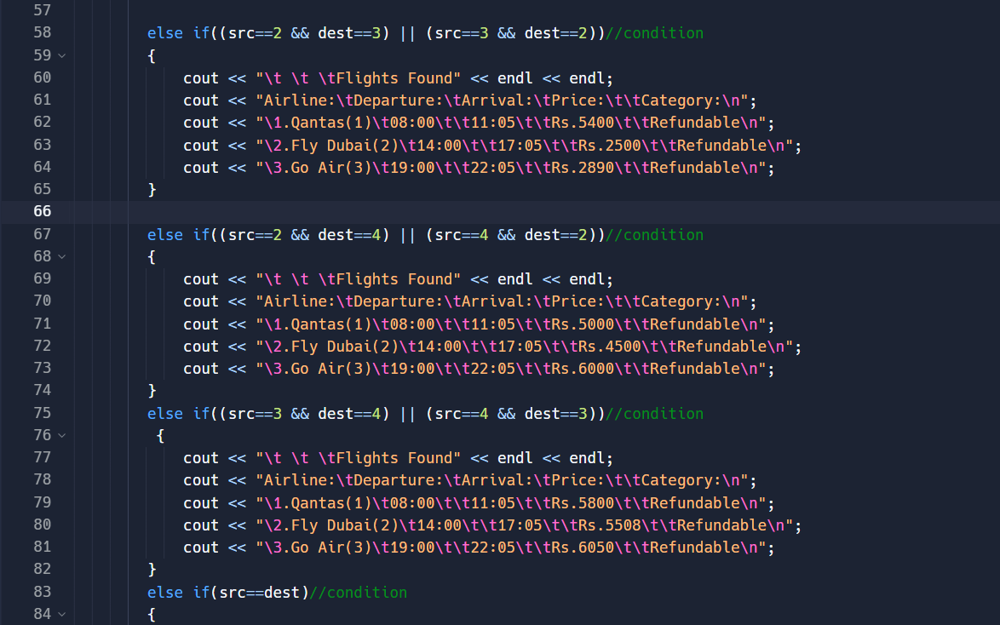 57
58 else if((src==2 && dest==3) || (src==3 && dest==2))//condition
59 {
60 cout << "\t \t \tFlights Found" << endl << endl;
61 cout << "Airline:\tDeparture:\tArrival:\tPrice:\t\tCategory:\n";
62 cout << "\1.Qantas(1)\t08:00\t\t11:05\t\tRs.5400\t\tRefundable\n";
63 cout << "\2.Fly Dubai(2)\t14:00\t\t17:05\t\tRs.2500\t\tRefundable\n";
64 cout << "\3.Go Air(3)\t19:00\t\t22:05\t\tRs.2890\t\tRefundable\n";
65 }
66
67 else if((src==2 && dest==4) || (src==4 && dest==2))//condition
68 {
69 cout << "\t \t \tFlights Found" << endl << endl;
70 cout << "Airline:\tDeparture:\tArrival:\tPrice:\t\tCategory:\n";
71 cout << "\1.Qantas(1)\t08:00\t\t11:05\t\tRs.5000\t\tRefundable\n";
72 cout << "\2.Fly Dubai(2)\t14:00\t\t17:05\t\tRs.4500\t\tRefundable\n";
73 cout << "\3.Go Air(3)\t19:00\t\t22:05\t\tRs.6000\t\tRefundable\n";
74 }
75 else if((src==3 && dest==4) || (src==4 && dest==3))//condition
76 {
77 cout << "\t \t \tFlights Found" << endl << endl;
78 cout << "Airline:\tDeparture:\tArrival:\tPrice:\t\tCategory:\n";
79 cout << "\1.Qantas(1)\t08:00\t\t11:05\t\tRs.5800\t\tRefundable\n";
80 cout << "\2.Fly Dubai(2)\t14:00\t\t17:05\t\tRs.5508\t\tRefundable\n";
81 cout << "\3.Go Air(3)\t19:00\t\t22:05\t\tRs.6050\t\tRefundable\n";
82 }
83 else if(src==dest)//condition
84 {